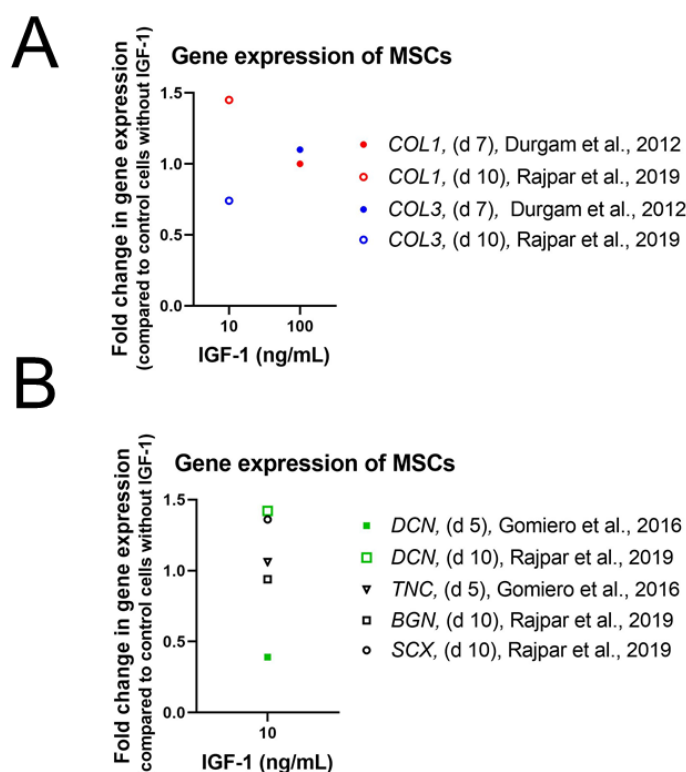 A
Gene expression of MSCs
Fold change in gene expression
(compared to control cells without IGF-1)
1.5
1.0
0.5
0.0
10
100
IGF-1 (ng/mL)
COL1, (d 7), Durgam et al., 2012
COL1, (d 10), Rajpar et al., 2019
COL3, (d 7), Durgam et al., 2012
COL3, (d 10), Rajpar et al., 2019
B
Gene expression of MSCs
Fold change in gene expression
(compared to control cells without IGF-1)
1.5
1.0
0.5
0.0
10
IGF-1 (ng/mL)
DCN, (d 5), Gomiero et al., 2016
DCN, (d 10), Rajpar et al., 2019
TNC, (d 5), Gomiero et al., 2016
BGN, (d 10), Rajpar et al., 2019
SCX, (d 10), Rajpar et al., 2019